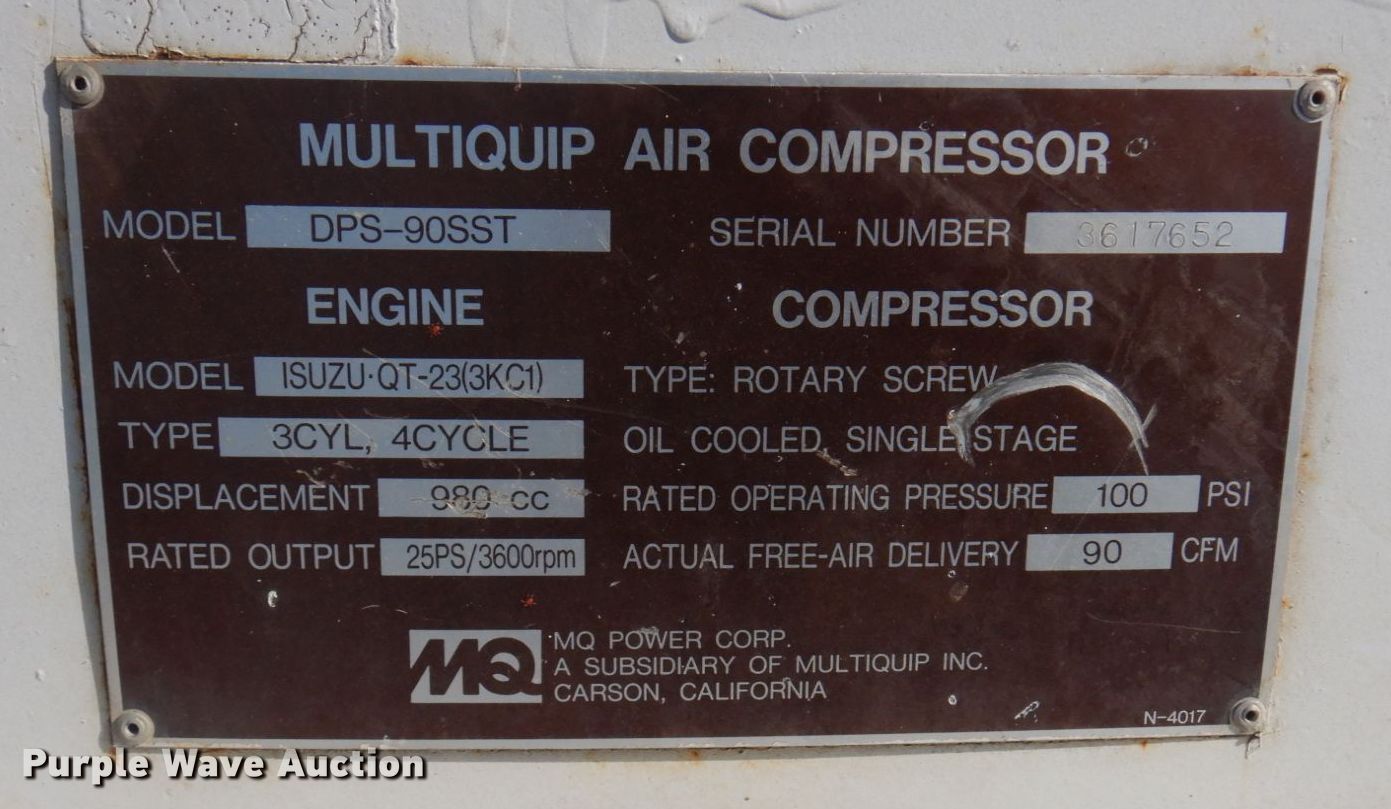 MULTIQUIP AIR COMPRESSOR
MODEL DPS-90SST SERIAL NUMBER 3617652
ENGINE COMPRESSOR
MODEL ISUZU·QT-23(3KC1) TYPE: ROTARY SCREW
TYPE 3CYL, 4CYCLE OIL COOLED, SINGLE STAGE
DISPLACEMENT 980 cc RATED OPERATING PRESSURE 100 PSI
RATED OUTPUT 25PS/3600rpm ACTUAL FREE-AIR DELIVERY 90 CFM
MQ MQ POWER CORP.
A SUBSIDIARY OF MULTIQUIP INC.
CARSON, CALIFORNIA
N-4017
Purple Wave Auction